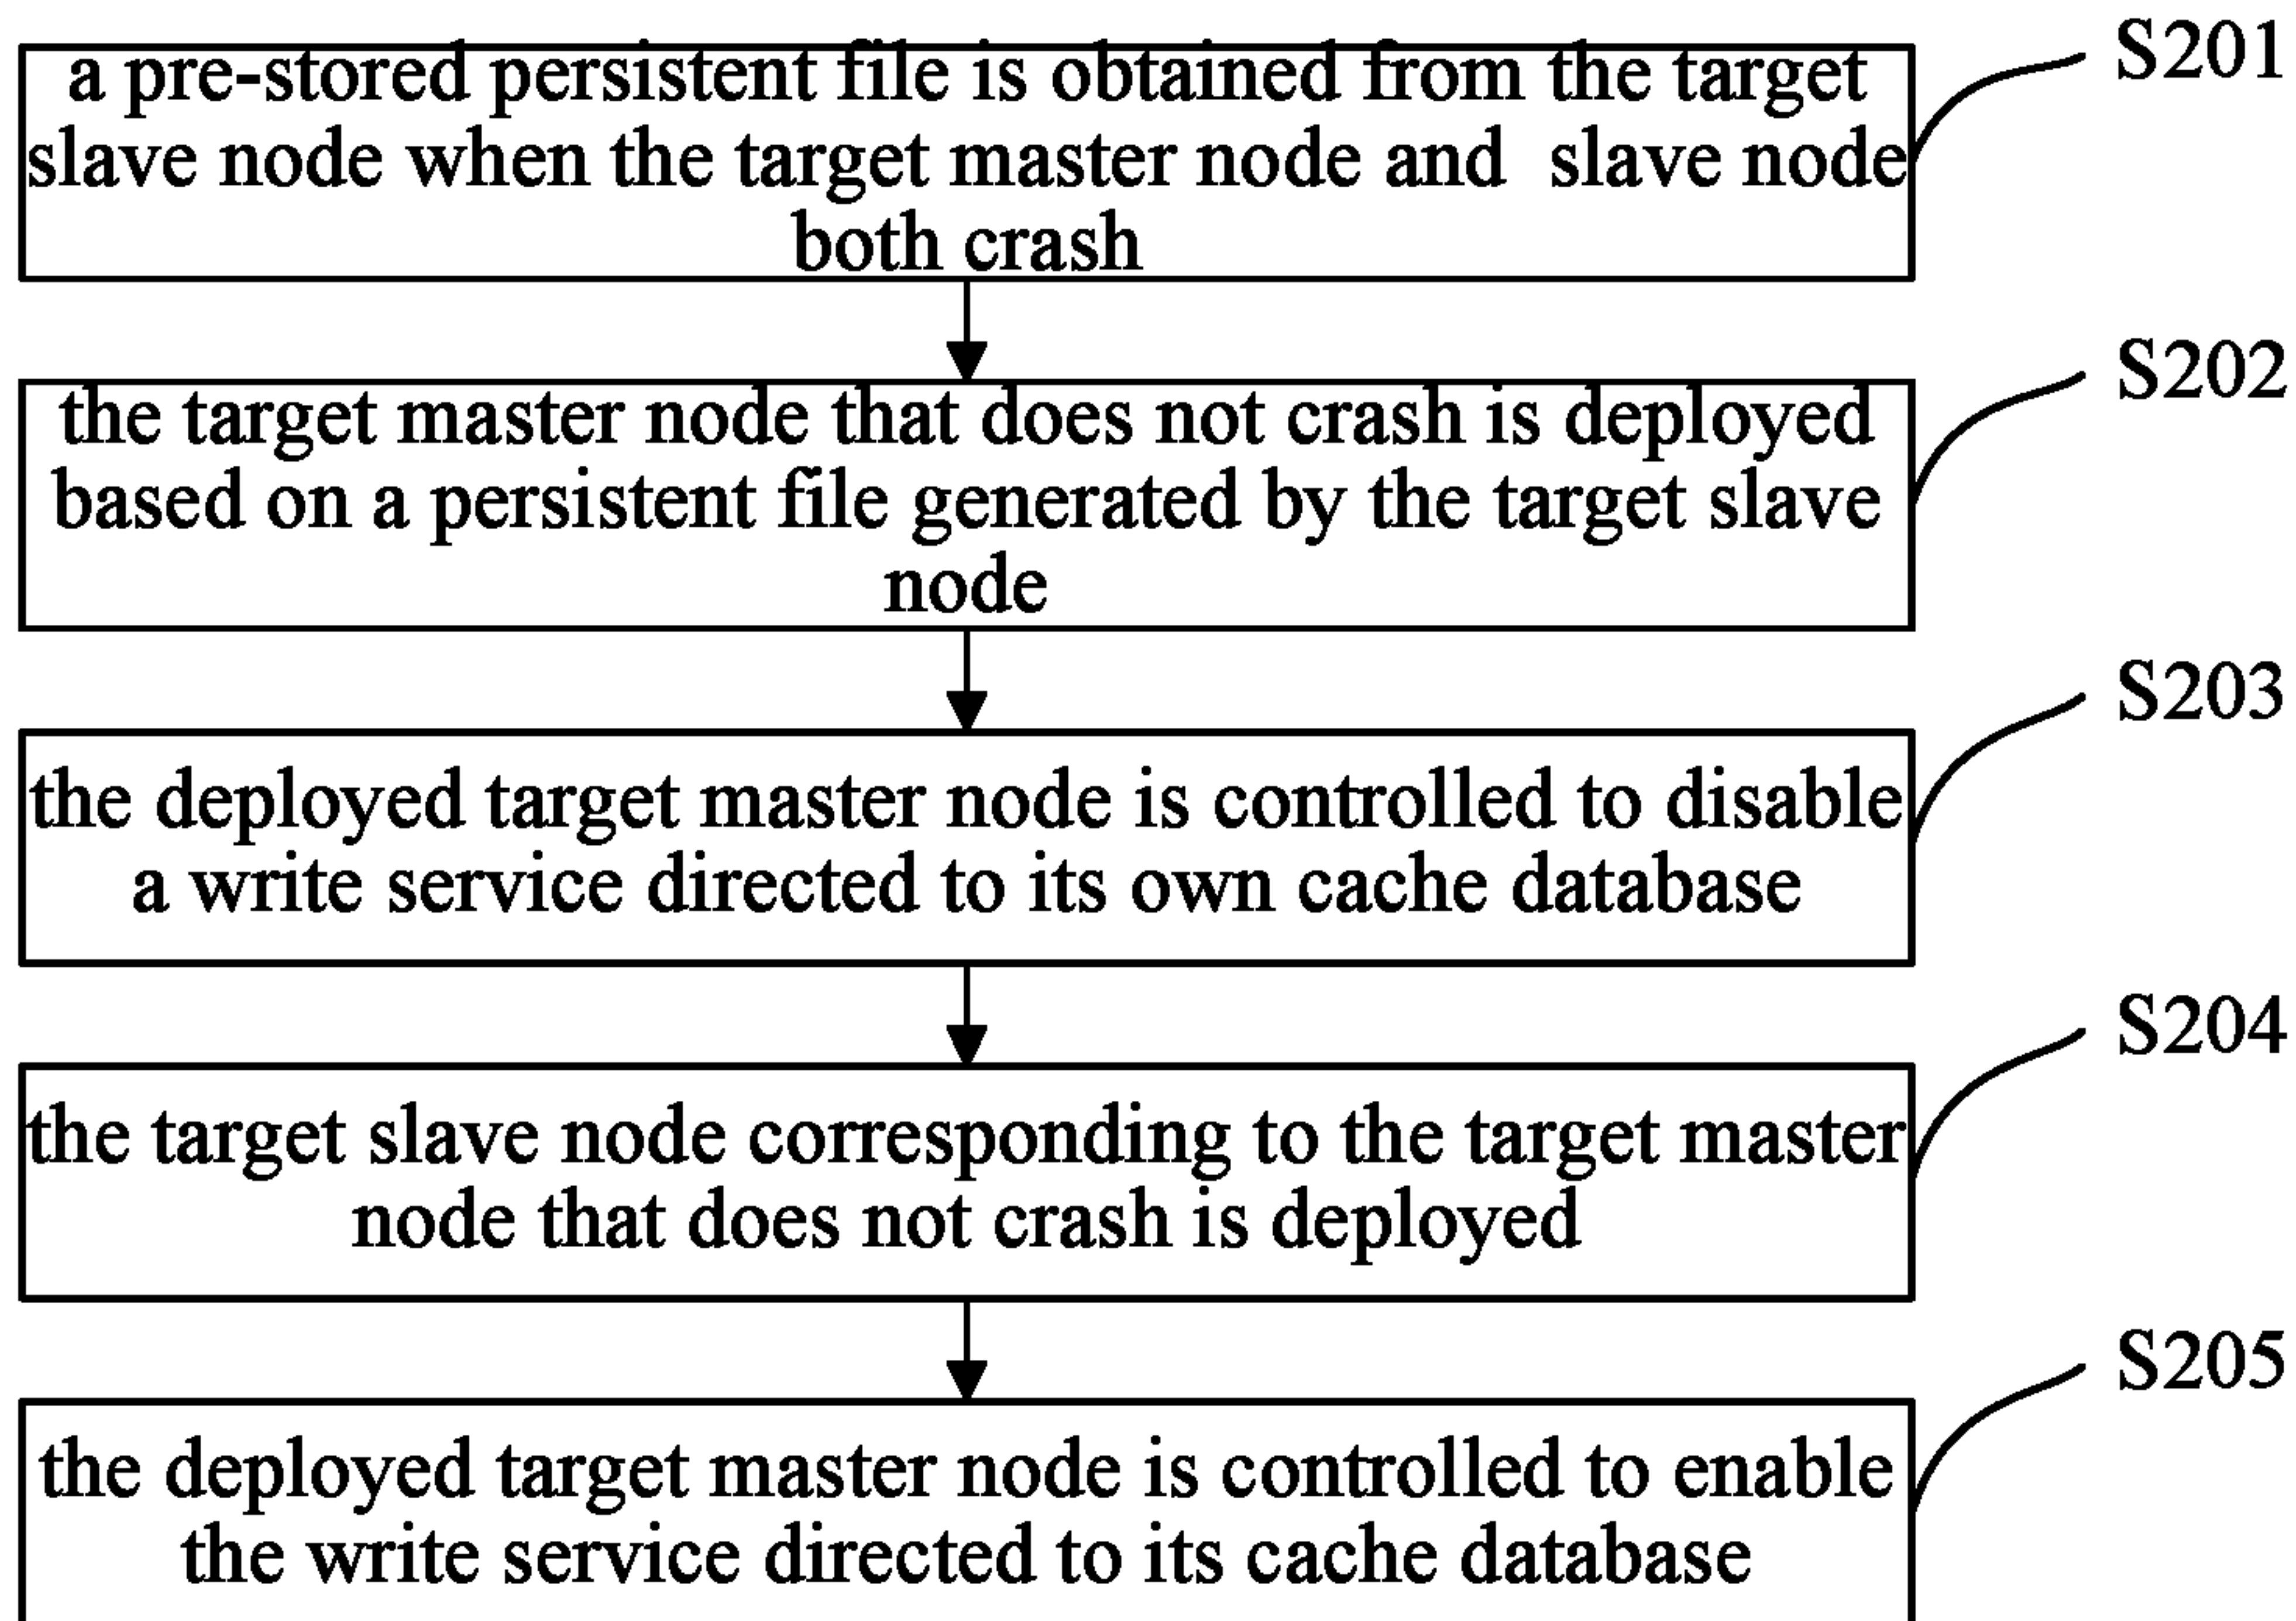 a pre-stored persistent file is obtained from the target
slave node when the target master node and slave node
both crash
S201
the target master node that does not crash is deployed
based on a persistent file generated by the target slave
node
S202
the deployed target master node is controlled to disable
a write service directed to its own cache database
S203
the target slave node corresponding to the target master
node that does not crash is deployed
S204
the deployed target master node is controlled to enable
the write service directed to its cache database
S205